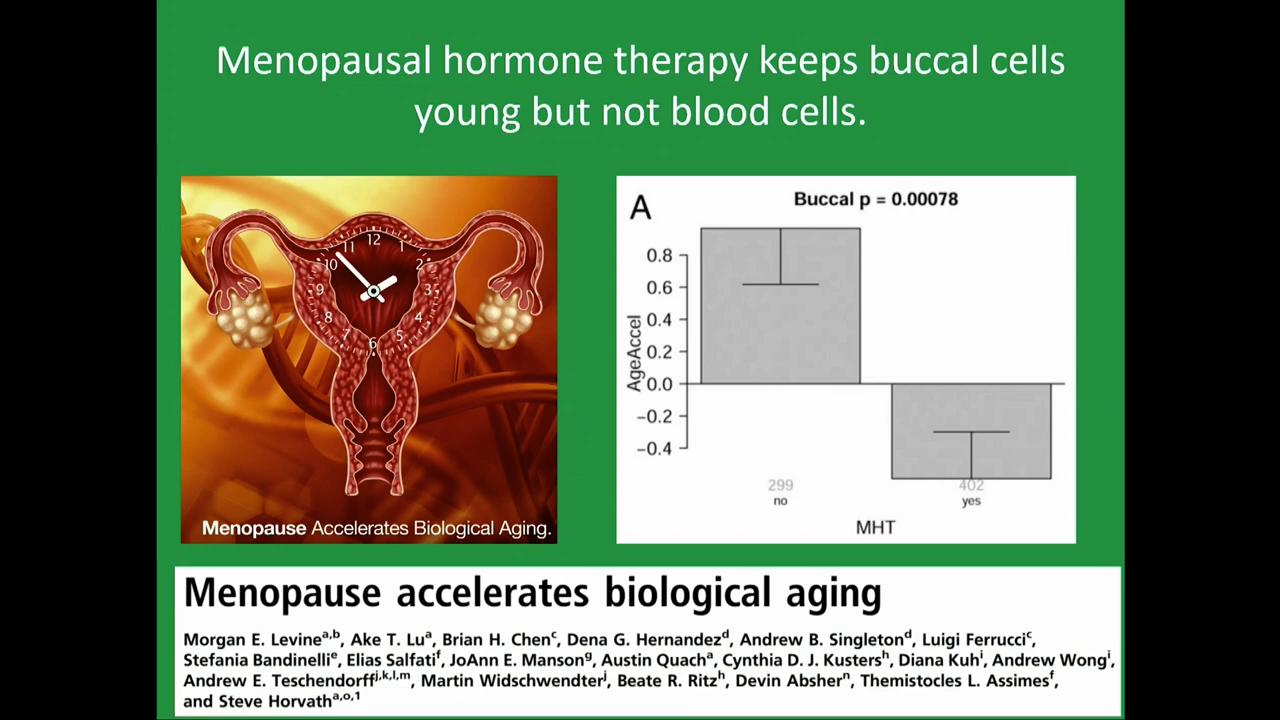 Menopausal hormone therapy keeps buccal cells
young but not blood cells.
12
11
1
10
2
9
3
8
4
7
5
6
Menopause Accelerates Biological Aging.
A
Buccal p = 0.00078
AgeAccel
0.8
0.6
0.4
0.2
0.0
−0.2
−0.4
299
402
no
yes
MHT
Menopause accelerates biological aging
Morgan E. Levineᵃ,ᵇ, Ake T. Luᵃ, Brian H. Chenᶜ, Dena G. Hernandezᵈ, Andrew B. Singletonᵈ, Luigi Ferrucciᶜ,
Stefania Bandinelliᵉ, Elias Salfatiᶠ, JoAnn E. Mansonᵍ, Austin Quachᵃ, Cynthia D. J. Kustersʰ, Diana Kuhⁱ, Andrew Wongⁱ,
Andrew E. Teschendorffʲ,ᵏ,ˡ,ᵐ, Martin Widschwendterʲ, Beate R. Ritzʰ, Devin Absherⁿ, Themistocles L. Assimesᶠ,
and Steve Horvathᵃ,ᵒ,¹